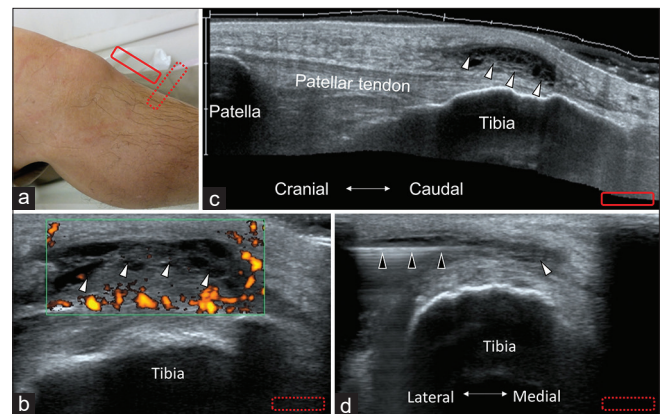 a
Patellar tendon
Patella
Tibia
Cranial ⟷ Caudal
c
Tibia
b
Tibia
Lateral ⟷ Medial
d